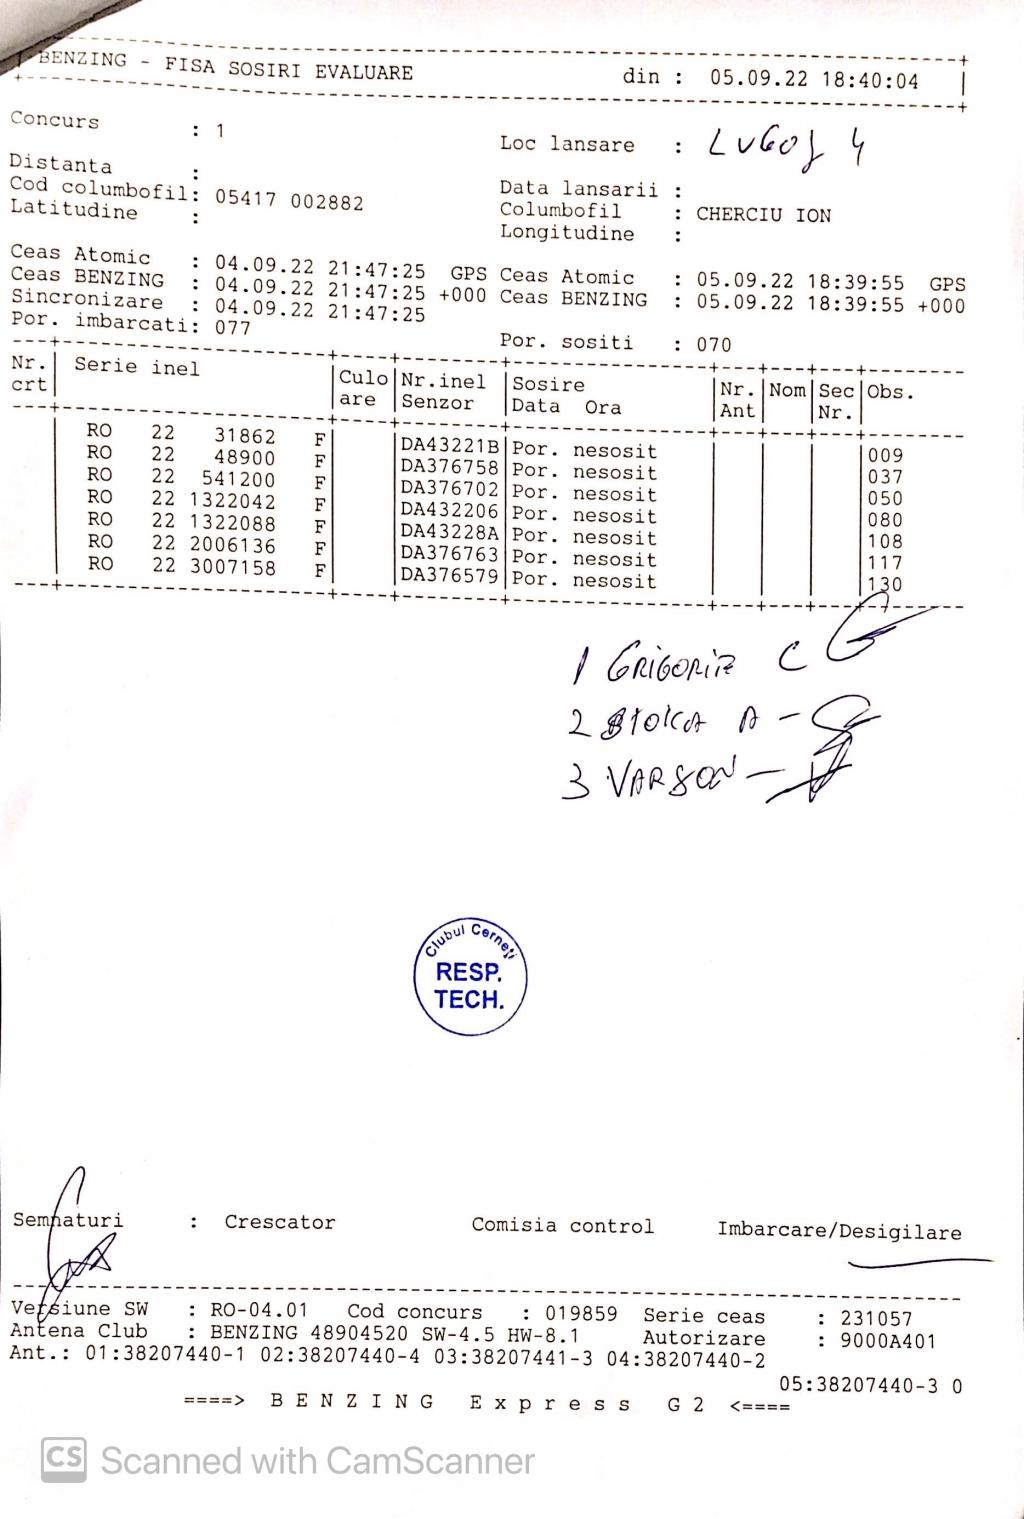 BENZING - FISA SOSIRI EVALUARE din : 05.09.22 18:40:04
Concurs : 1
Loc lansare : LUGOJ 4
Distanta :
Data lansarii :
Cod columbofil: 05417 002882
Columbofil : CHERCIU ION
Latitudine :
Longitudine :
Ceas Atomic : 04.09.22 21:47:25 GPS Ceas Atomic : 05.09.22 18:39:55 GPS
Ceas BENZING : 04.09.22 21:47:25 +000 Ceas BENZING : 05.09.22 18:39:55 +000
Sincronizare : 04.09.22 21:47:25
Por. imbarcati: 077 Por. sositi : 070
Nr. Serie inel Culo Nr.inel Sosire Nr. Nom Sec Obs.
crt are Senzor Data Ora Ant Nr.
RO 22 31862 F DA43221B Por. nesosit 009
RO 22 48900 F DA376758 Por. nesosit 037
RO 22 541200 F DA376702 Por. nesosit 050
RO 22 1322042 F DA432206 Por. nesosit 080
RO 22 1322088 F DA43228A Por. nesosit 108
RO 22 2006136 F DA376763 Por. nesosit 117
RO 22 3007158 F DA376579 Por. nesosit 130
1 GRIGORIE C
2 STOICA A -
3 VARSON -
Clubul Cerneți
RESP.
TECH.
Semnaturi : Crescator Comisia control Imbarcare/Desigilare
Versiune SW : RO-04.01 Cod concurs : 019859 Serie ceas : 231057
Antena Club : BENZING 48904520 SW-4.5 HW-8.1 Autorizare : 9000A401
Ant.: 01:38207440-1 02:38207440-4 03:38207441-3 04:38207440-2
05:38207440-3 0
====> B E N Z I N G E x p r e s s G 2 <====
CS Scanned with CamScanner